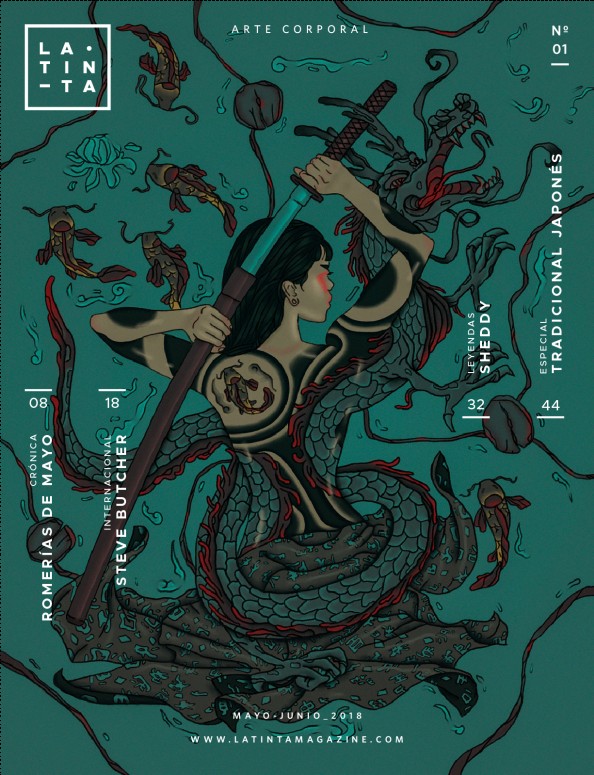 LA·
TIN
–TA
ARTE CORPORAL
Nº
01
ESPECIAL
TRADICIONAL JAPONÉS
44
LEYENDAS
SHEDDY
32
08
CRÓNICA
ROMERÍAS DE MAYO
18
INTERNACIONAL
STEVE BUTCHER
MAYO-JUNIO_2018
WWW.LATINTAMAGAZINE.COM